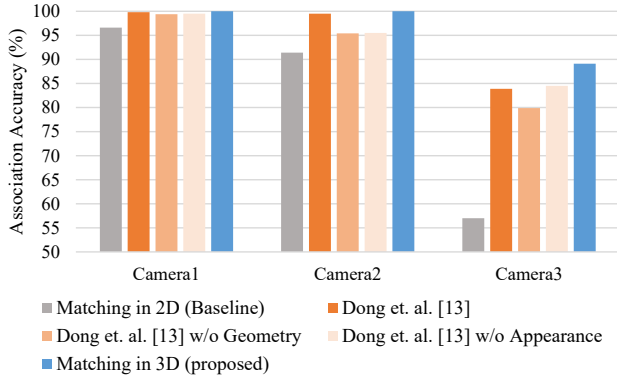 Association Accuracy (%)
100
95
90
85
80
75
70
65
60
55
50
Camera1 Camera2 Camera3
Matching in 2D (Baseline) Dong et. al. [13]
Dong et. al. [13] w/o Geometry Dong et. al. [13] w/o Appearance
Matching in 3D (proposed)